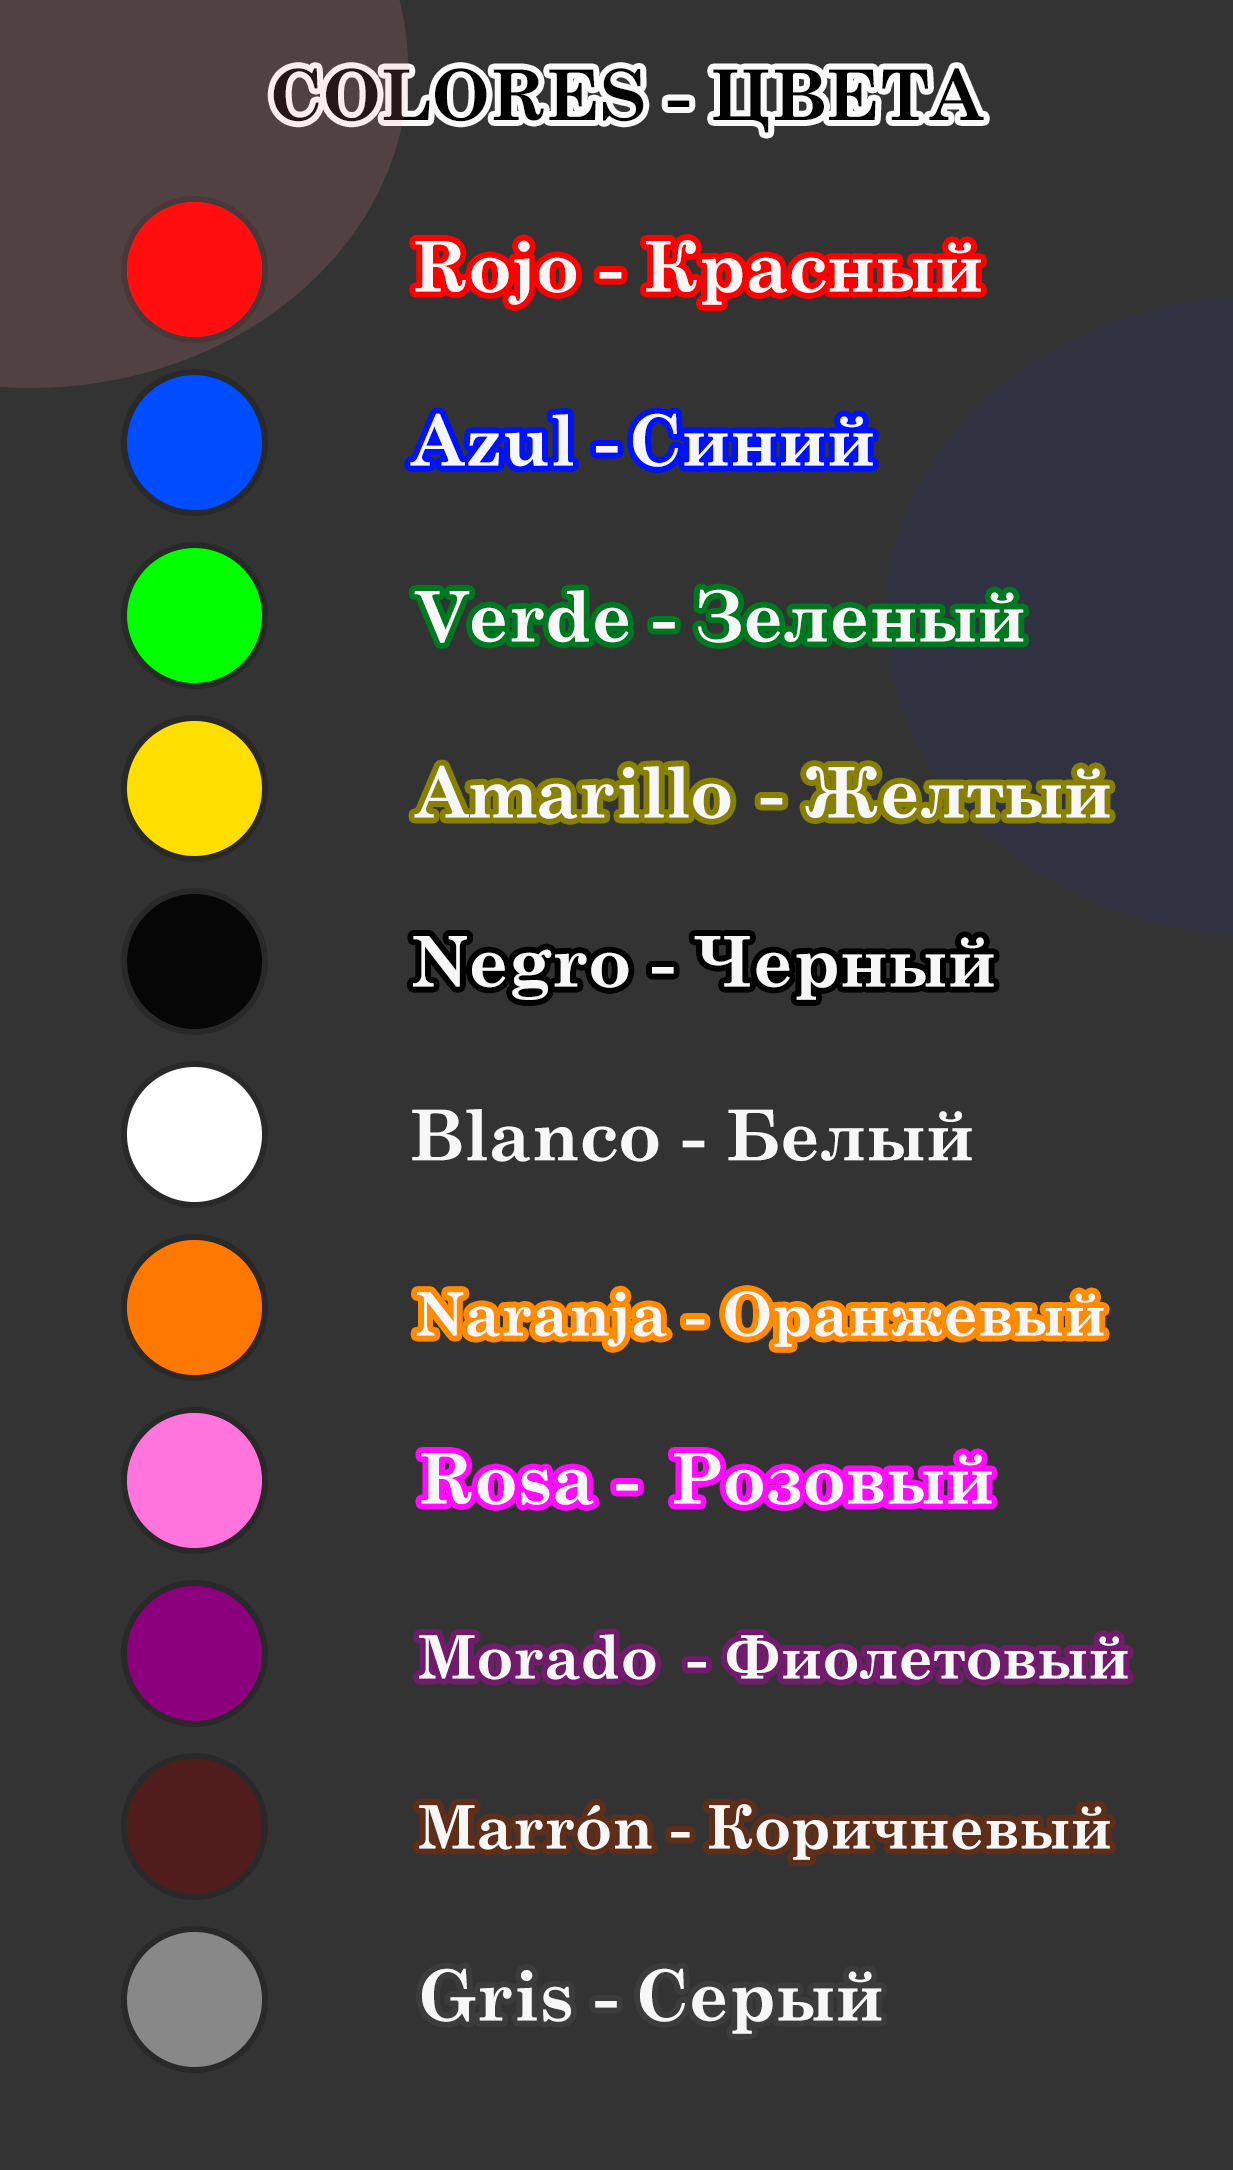 COLORES - ЦВЕТА
Rojo - Красный
Azul - Синий
Verde - Зеленый
Amarillo - Желтый
Negro - Черный
Blanco - Белый
Naranja - Оранжевый
Rosa - Розовый
Morado - Фиолетовый
Marrón - Коричневый
Gris - Серый